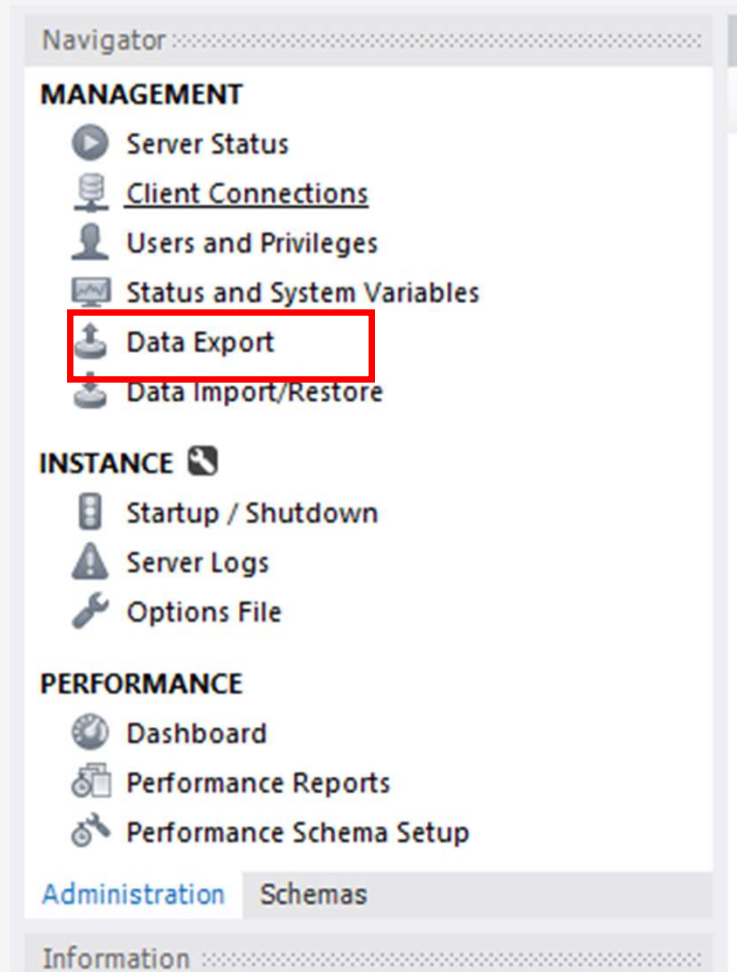 Navigator
MANAGEMENT
Server Status
Client Connections
Users and Privileges
Status and System Variables
Data Export
Data Import/Restore
INSTANCE
Startup / Shutdown
Server Logs
Options File
PERFORMANCE
Dashboard
Performance Reports
Performance Schema Setup
Administration Schemas
Information